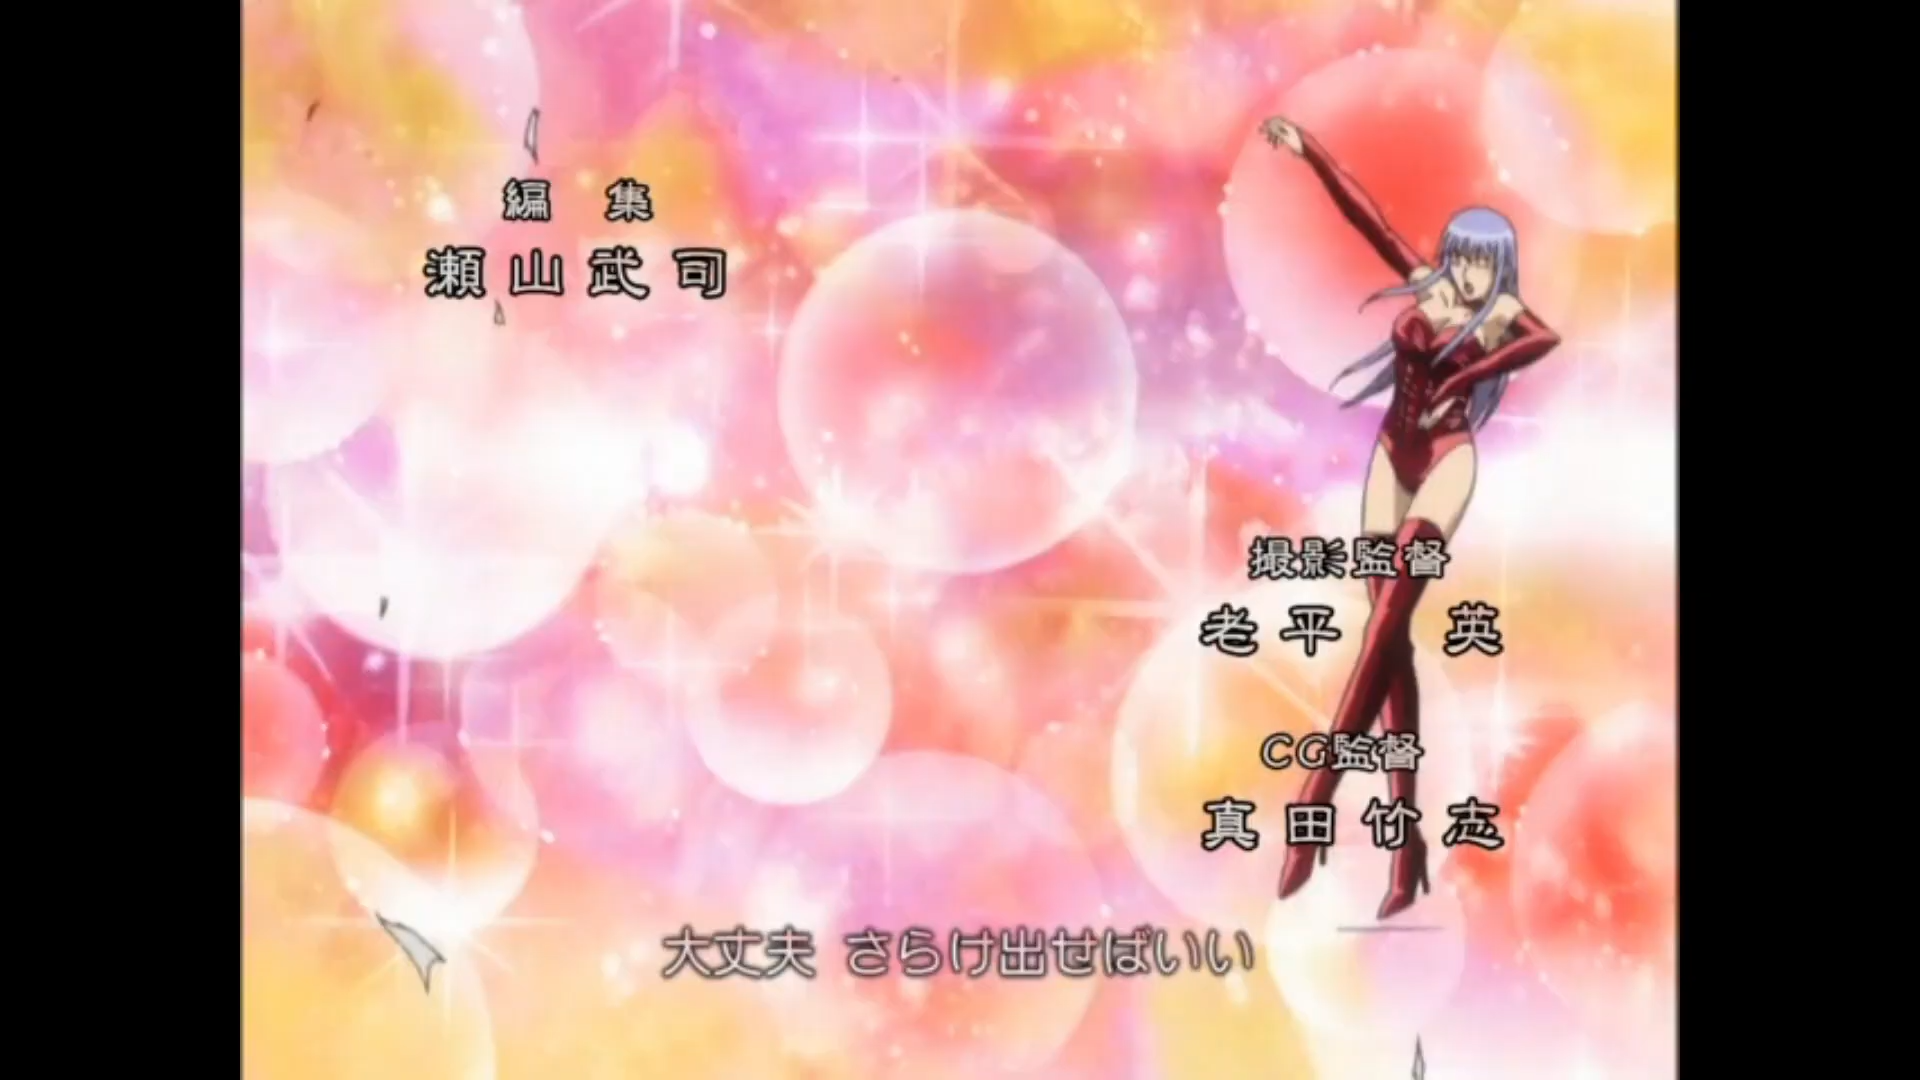 編 集
瀬山武司
撮影監督
老平 英
CG監督
真田竹志
大丈夫 さらけ出せばいい